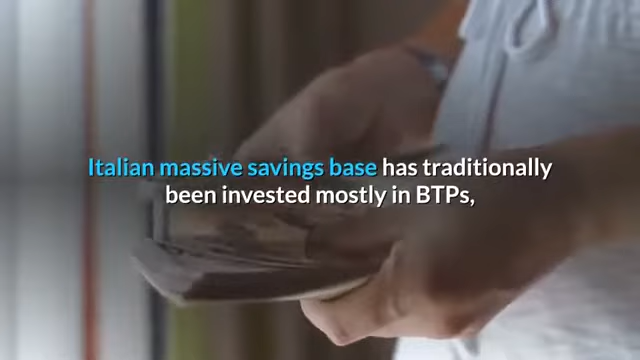 Italian massive savings base has traditionally
been invested mostly in BTPs,